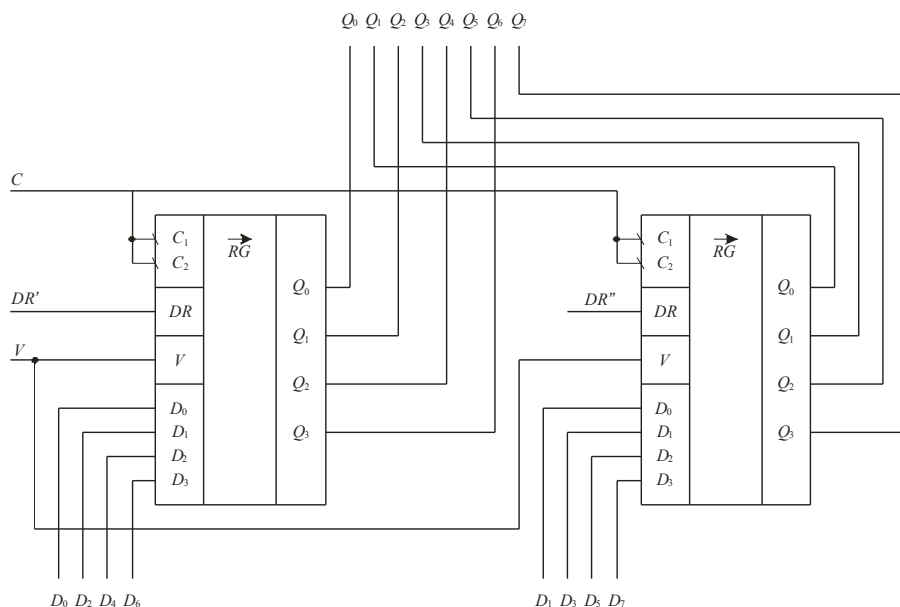 Q0 Q1 Q2 Q3 Q4 Q5 Q6 Q7
C
C1
C2
RG
Q0
DR'
DR
Q1
V
V
Q2
D0
D1
Q3
D2
D3
C1
C2
RG
Q0
DR"
DR
Q1
V
Q2
D0
D1
Q3
D2
D3
D0 D2 D4 D6
D1 D3 D5 D7